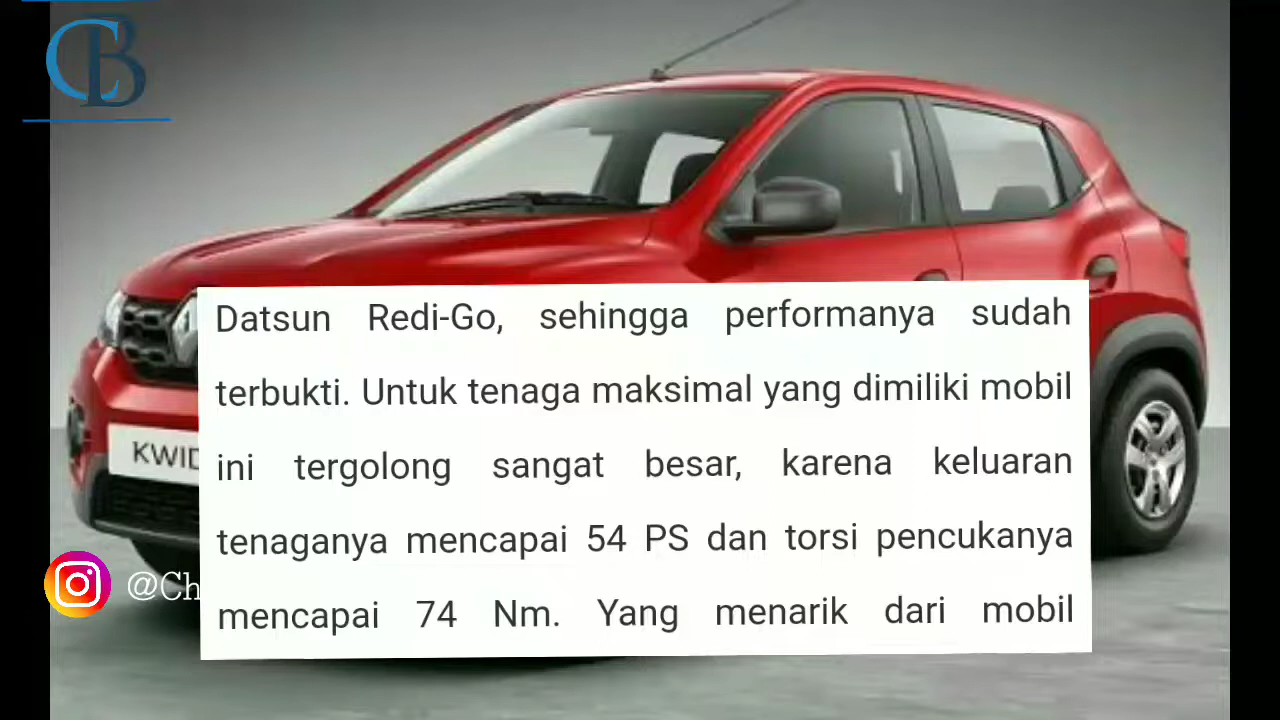 CB
Datsun Redi-Go, sehingga performanya sudah
terbukti. Untuk tenaga maksimal yang dimiliki mobil
ini tergolong sangat besar, karena keluaran
KWID
tenaganya mencapai 54 PS dan torsi pencukanya
mencapai 74 Nm. Yang menarik dari mobil
@Ch